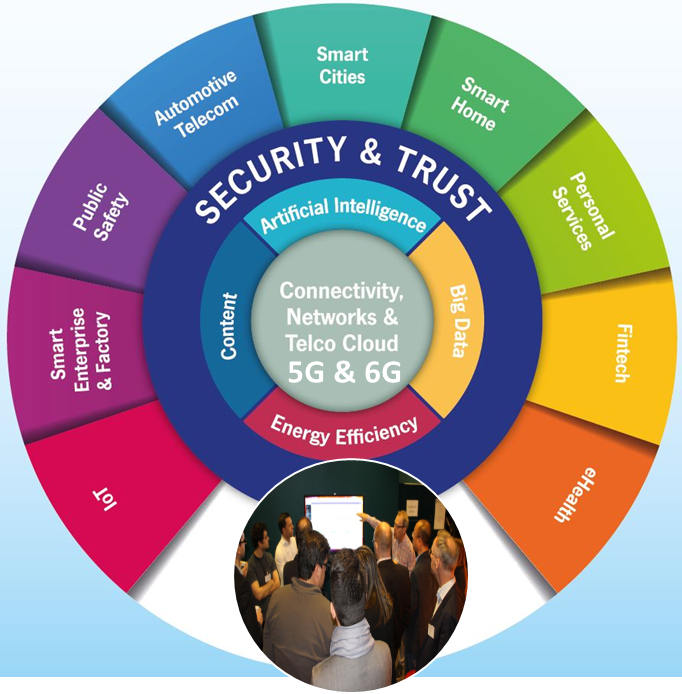 Smart
Cities
Smart
Home
Personal
Services
Fintech
eHealth
IoT
Smart
Enterprise
& Factory
Public
Safety
Automotive
Telecom
SECURITY & TRUST
Artificial Intelligence
Big Data
Energy Efficiency
Content
Connectivity,
Networks &
Telco Cloud
5G & 6G